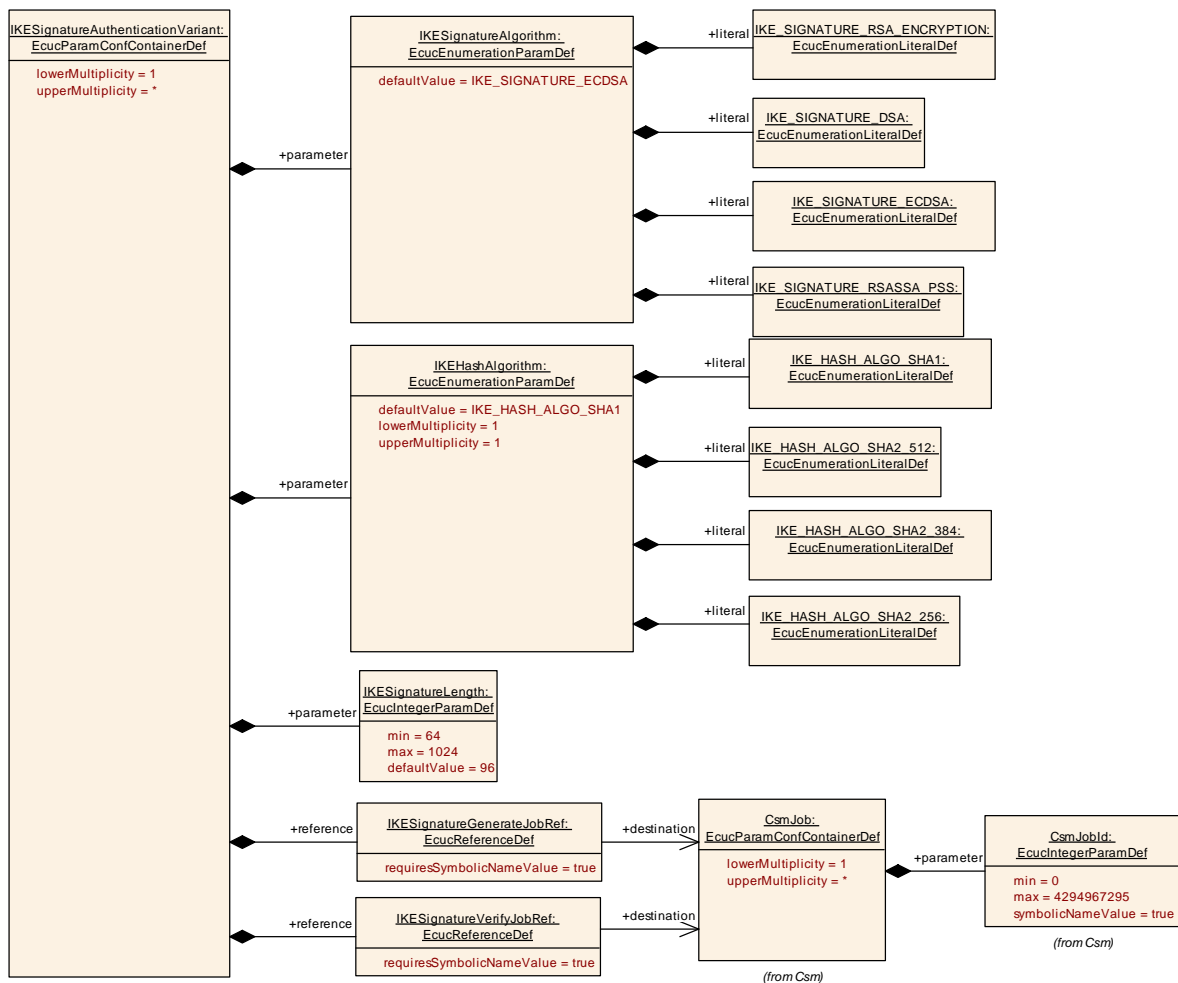 IKESignatureAuthenticationVariant:
EcucParamConfContainerDef
lowerMultiplicity = 1
upperMultiplicity = *
+parameter
IKESignatureAlgorithm:
EcucEnumerationParamDef
defaultValue = IKE_SIGNATURE_ECDSA
+literal
IKE_SIGNATURE_RSA_ENCRYPTION:
EcucEnumerationLiteralDef
+literal
IKE_SIGNATURE_DSA:
EcucEnumerationLiteralDef
+literal
IKE_SIGNATURE_ECDSA:
EcucEnumerationLiteralDef
+literal
IKE_SIGNATURE_RSASSA_PSS:
EcucEnumerationLiteralDef
+parameter
IKEHashAlgorithm:
EcucEnumerationParamDef
defaultValue = IKE_HASH_ALGO_SHA1
lowerMultiplicity = 1
upperMultiplicity = 1
+literal
IKE_HASH_ALGO_SHA1:
EcucEnumerationLiteralDef
+literal
IKE_HASH_ALGO_SHA2_512:
EcucEnumerationLiteralDef
+literal
IKE_HASH_ALGO_SHA2_384:
EcucEnumerationLiteralDef
+literal
IKE_HASH_ALGO_SHA2_256:
EcucEnumerationLiteralDef
+parameter
IKESignatureLength:
EcucIntegerParamDef
min = 64
max = 1024
defaultValue = 96
+reference
IKESignatureGenerateJobRef:
EcucReferenceDef
requiresSymbolicNameValue = true
+destination
+reference
IKESignatureVerifyJobRef:
EcucReferenceDef
requiresSymbolicNameValue = true
+destination
CsmJob:
EcucParamConfContainerDef
lowerMultiplicity = 1
upperMultiplicity = *
(from Csm)
+parameter
CsmJobId:
EcucIntegerParamDef
min = 0
max = 4294967295
symbolicNameValue = true
(from Csm)